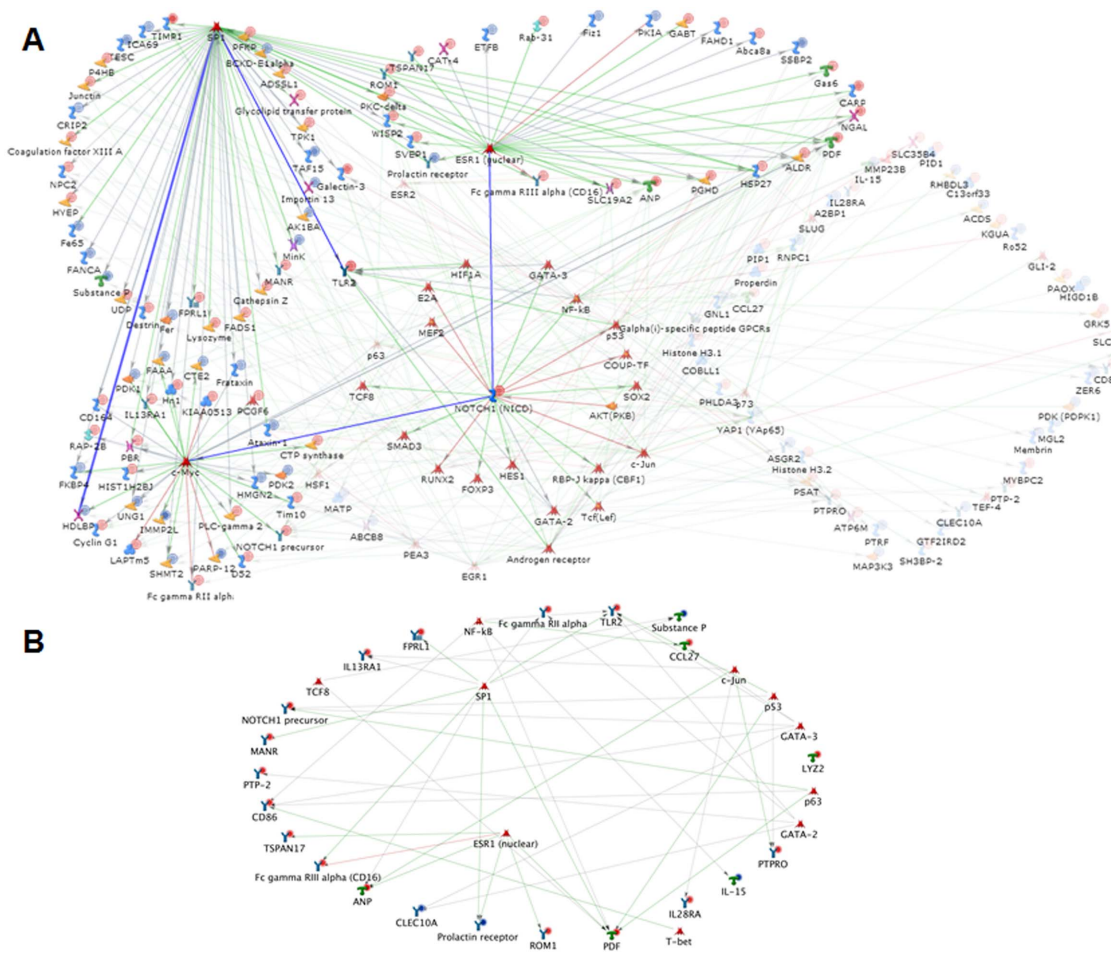 A
TIMR1
ICA69
TESC
P4HB
Junctin
CRIP2
Coagulation factor XIII A
NPC2
HYEP
Fe65
FANCA
Substance P
UDP
Destrin
Fer
FPRL1
Lysozyme
FADS1
Cathepsin Z
MANR
SP1
PFKP
BCKD-E1alpha
ADSSL1
Glycolipid transfer protein
TPK1
TAF15
Galectin-3
Importin 13
AK1BA
MinK
TSPAN17
CAT-4
ROM1
PKC-delta
WISP2
SVEP1
Prolactin receptor
ESR2
ETFB
Rab-31
Fiz1
PKIA
GABT
FAHD1
Abca8a
SSBP2
Gas6
CARP
NGAL
PDF
ALDR
HSP27
PGHD
ANP
SLC19A2
Fc gamma RIII alpha (CD16)
ESR1 (nuclear)
SLC35B4
PID1
MMP23B
IL-15
RHBDL3
C13orf33
IL28RA
A2BP1
SLUG
ACDS
KGUA
Ro52
RNPC1
PIP1
GLI-2
Properdin
PAOX
HIGD1B
CCL27
GNL1
GRK5
SLC
Galpha(i)-specific peptide GPCRs
Histone H3.1
COBLL1
PHLDA3
p73
YAP1 (YAp65)
ZER6
PDK (PDPK1)
MGL2
Membrin
ASGR2
Histone H3.2
MYBPC2
PSAT
PTP-2
TEF-4
PTPRO
CLEC10A
ATP6M
GTF2IRD2
PTRF
SH3BP-2
MAP3K3
TLR2
HIF1A
GATA-3
E2A
NF-kB
MEF2
p53
p63
COUP-TF
TCF8
SOX2
NOTCH1 (NICD)
AKT(PKB)
SMAD3
c-Jun
RUNX2
HES1
RBP-J kappa (CBF1)
FOXP3
GATA-2
Tcf(Lef)
Androgen receptor
EGR1
PEA3
ABCB8
MATP
HSF1
FAAA
CTE2
Frataxin
PDK1
Hn1
IL13RA1
KIAA0513
PCGF6
CD164
Ataxin-1
RAP-2B
PBR
CTP synthase
c-Myc
FKBP4
HIST1H2BJ
HMGN2
PDK2
HDLBP
UNG1
Tim10
Cyclin G1
IMMP2L
PLC-gamma 2
NOTCH1 precursor
LAPTm5
SHMT2
PARP-12
D52
Fc gamma RII alph
B
NF-kB
Fc gamma RII alpha
TLR2
Substance P
FPRL1
CCL27
IL13RA1
c-Jun
TCF8
SP1
p53
NOTCH1 precursor
GATA-3
MANR
LYZ2
PTP-2
p63
CD86
GATA-2
TSPAN17
ESR1 (nuclear)
PTPRO
Fc gamma RIII alpha (CD16)
IL-15
ANP
IL28RA
CLEC10A
Prolactin receptor
ROM1
PDF
T-bet